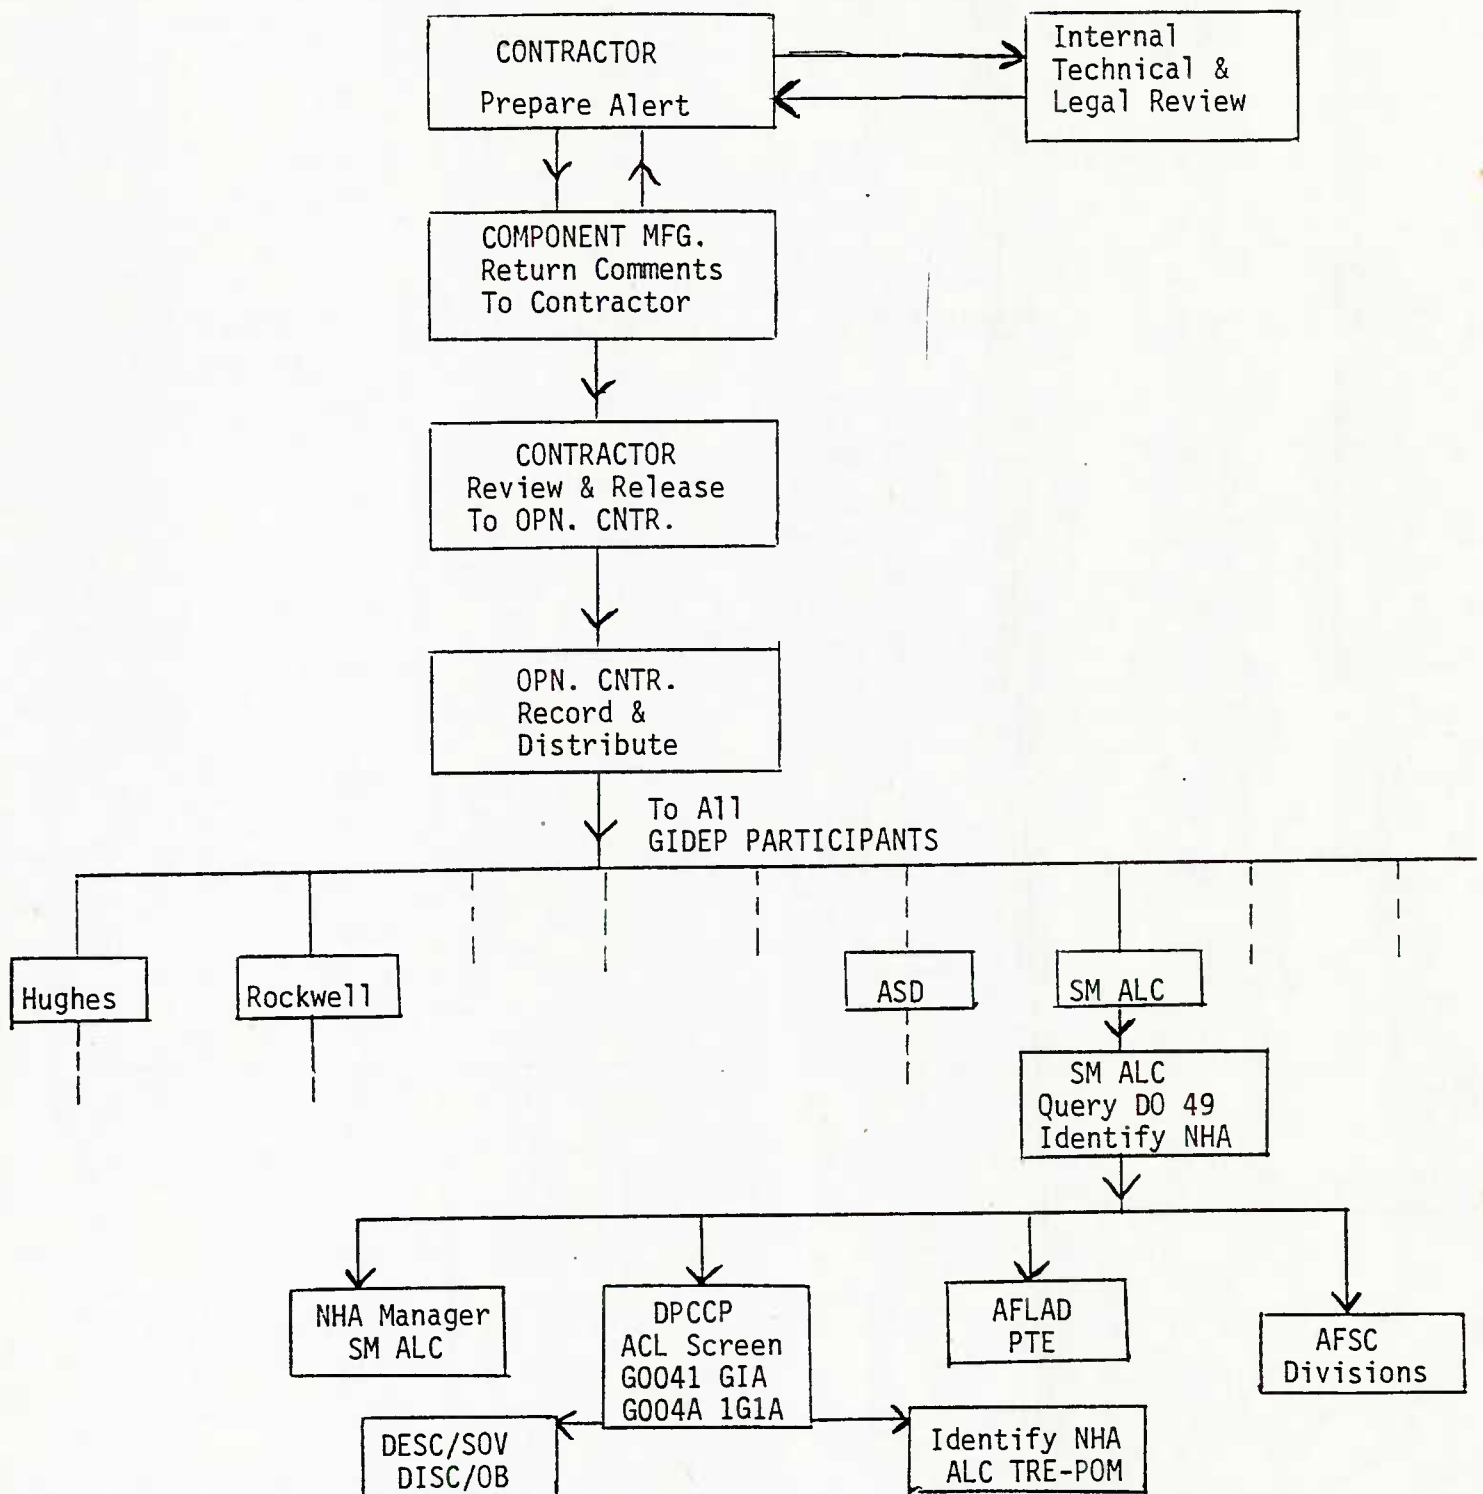 CONTRACTOR
Prepare Alert
Internal
Technical &
Legal Review
COMPONENT MFG.
Return Comments
To Contractor
CONTRACTOR
Review & Release
To OPN. CNTR.
OPN. CNTR.
Record &
Distribute
To All
GIDEP PARTICIPANTS
Hughes
Rockwell
ASD
SM ALC
SM ALC
Query DO 49
Identify NHA
NHA Manager
SM ALC
DPCCP
ACL Screen
G0041 GIA
G004A 1G1A
AFLAD
PTE
AFSC
Divisions
DESC/SOV
DISC/OB
Identify NHA
ALC TRE-POM